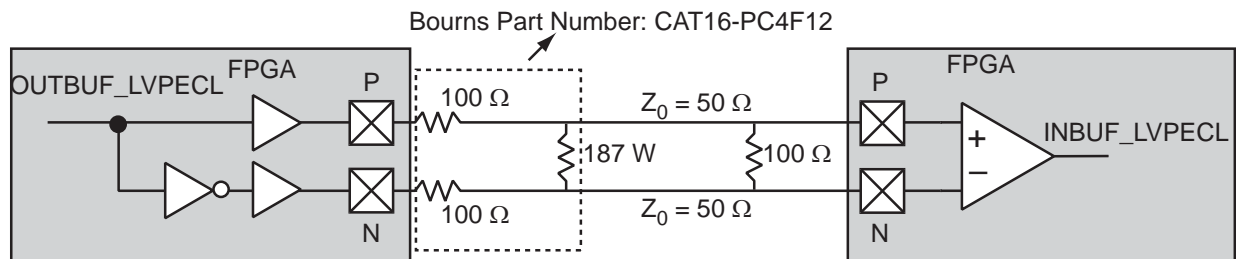 Bourns Part Number: CAT16-PC4F12
OUTBUF_LVPECL
FPGA
P
100 Ω
Z0 = 50 Ω
P
FPGA
187 W
100 Ω
+
−
INBUF_LVPECL
N
100 Ω
Z0 = 50 Ω
N